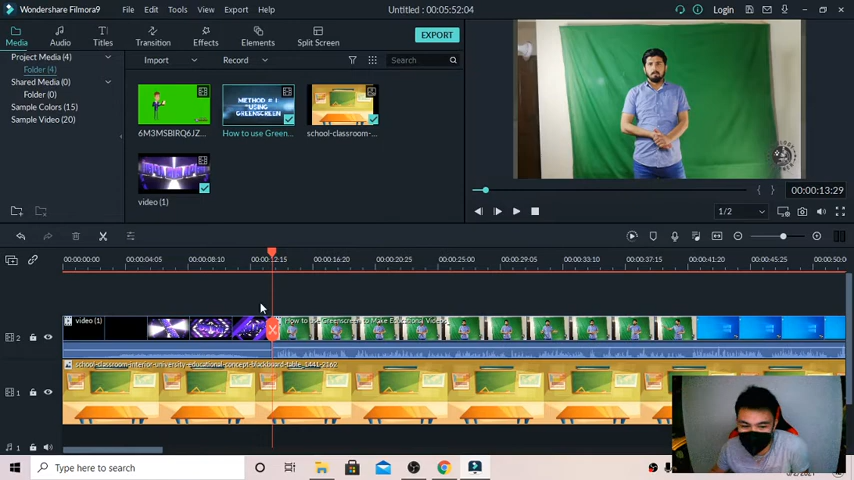 Wondershare Filmora9
File Edit Tools View Export Help
Untitled : 00:05:52:04
Login
Media Audio Titles Transition Effects Elements Split Screen
EXPORT
Project Media (4)
Folder (4)
Shared Media (0)
Folder (0)
Sample Colors (15)
Sample Video (20)
Import Record Search
METHOD # 1
"USING
GREENSCREEN
6M3MSBIRQ6JZ... How to use Green... school-classroom-...
video (1)
00:00:13:29
1/2
00:00:00:00 00:00:04:05 00:00:08:10 00:00:12:15 00:00:16:20 00:00:20:25 00:00:25:00 00:00:29:05 00:00:33:10 00:00:37:15 00:00:41:20 00:00:45:25 00:00:50:0
video (1) How to use Greenscreen to Make Educational Videos
2
school-classroom-interior-university-educational-concept-blackboard-table_1441-2162
1
1
Type here to search